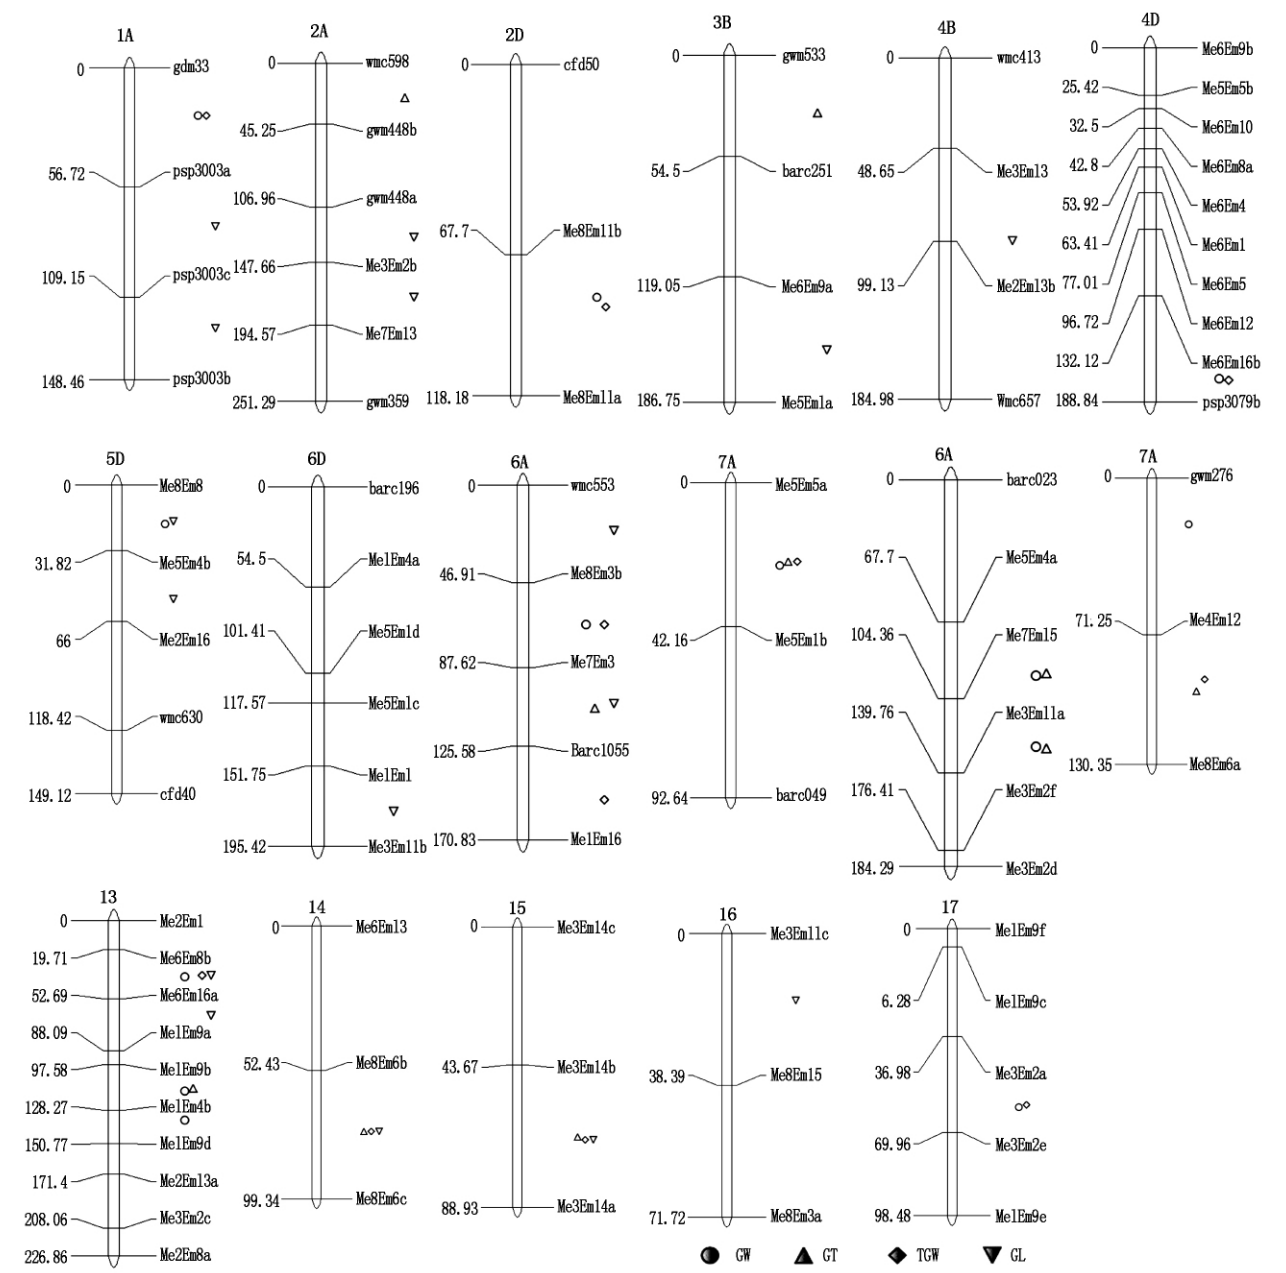 1A
0 gdm33
56.72 psp3003a
109.15 psp3003c
148.46 psp3003b
2A
0 wmc598
45.25 gwm448b
106.96 gwm448a
147.66 Me3Em2b
194.57 Me7Em13
251.29 gwm359
2D
0 cfd50
67.7 Me8Em11b
118.18 Me8Em11a
3B
0 gwm533
54.5 barc251
119.05 Me6Em9a
186.75 Me5Em1a
4B
0 wmc413
48.65 Me3Em13
99.13 Me2Em13b
184.98 Wmc657
4D
0 Me6Em9b
25.42 Me5Em5b
32.5 Me6Em10
42.8 Me6Em8a
53.92 Me6Em4
63.41 Me6Em1
77.01 Me6Em5
96.72 Me6Em12
132.12 Me6Em16b
188.84 psp3079b
5D
0 Me8Em8
31.82 Me5Em4b
66 Me2Em16
118.42 wmc630
149.12 cfd40
6D
0 barc196
54.5 Me1Em4a
101.41 Me5Em1d
117.57 Me5Em1c
151.75 Me1Em1
195.42 Me3Em11b
6A
0 wmc553
46.91 Me8Em3b
87.62 Me7Em3
125.58 Barc1055
170.83 Me1Em16
7A
0 Me5Em5a
42.16 Me5Em1b
92.64 barc049
6A
0 barc023
67.7 Me5Em4a
104.36 Me7Em15
139.76 Me3Em11a
176.41 Me3Em2f
184.29 Me3Em2d
7A
0 gwm276
71.25 Me4Em12
130.35 Me8Em6a
13
0 Me2Em1
19.71 Me6Em8b
52.69 Me6Em16a
88.09 Me1Em9a
97.58 Me1Em9b
128.27 Me1Em4b
150.77 Me1Em9d
171.4 Me2Em13a
208.06 Me3Em2c
226.86 Me2Em8a
14
0 Me6Em13
52.43 Me8Em6b
99.34 Me8Em6c
15
0 Me3Em14c
43.67 Me3Em14b
88.93 Me3Em14a
16
0 Me3Em11c
38.39 Me8Em15
71.72 Me8Em3a
17
0 Me1Em9f
6.28 Me1Em9c
36.98 Me3Em2a
69.96 Me3Em2e
98.48 Me1Em9e
GW GT TGW GL